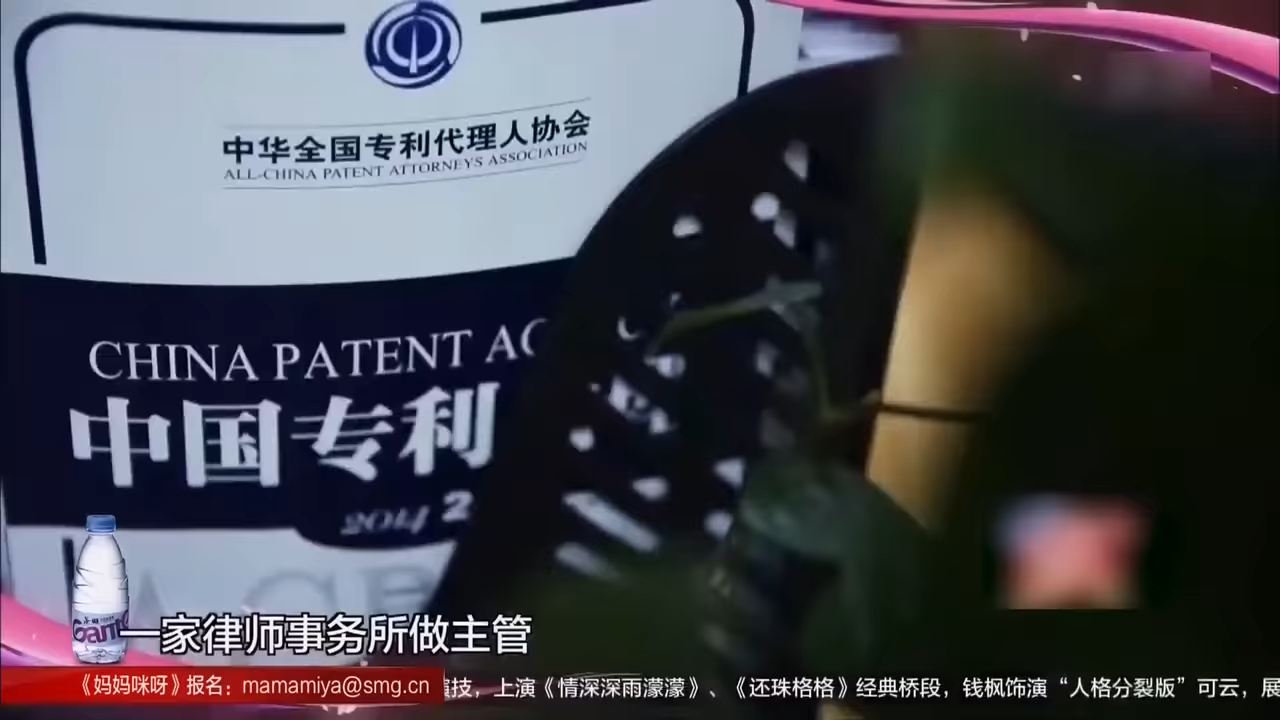 中华全国专利代理人协会
ALL-CHINA PATENT ATTORNEYS ASSOCIATION
CHINA PATENT
中国专利
2014 2
一家律师事务所做主管
《妈妈咪呀》报名：mamamiya@smg.cn
技，上演《情深深雨濛濛》、《还珠格格》经典桥段，钱枫饰演“人格分裂版”可云，展